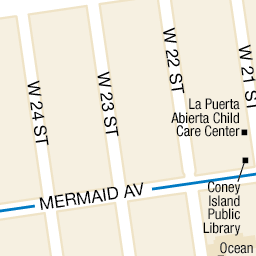 W 24 ST
W 23 ST
W 22 ST
W 21 ST
La Puerta
Abierta Child
Care Center
MERMAID AV
Coney
Island
Public
Library
Ocean